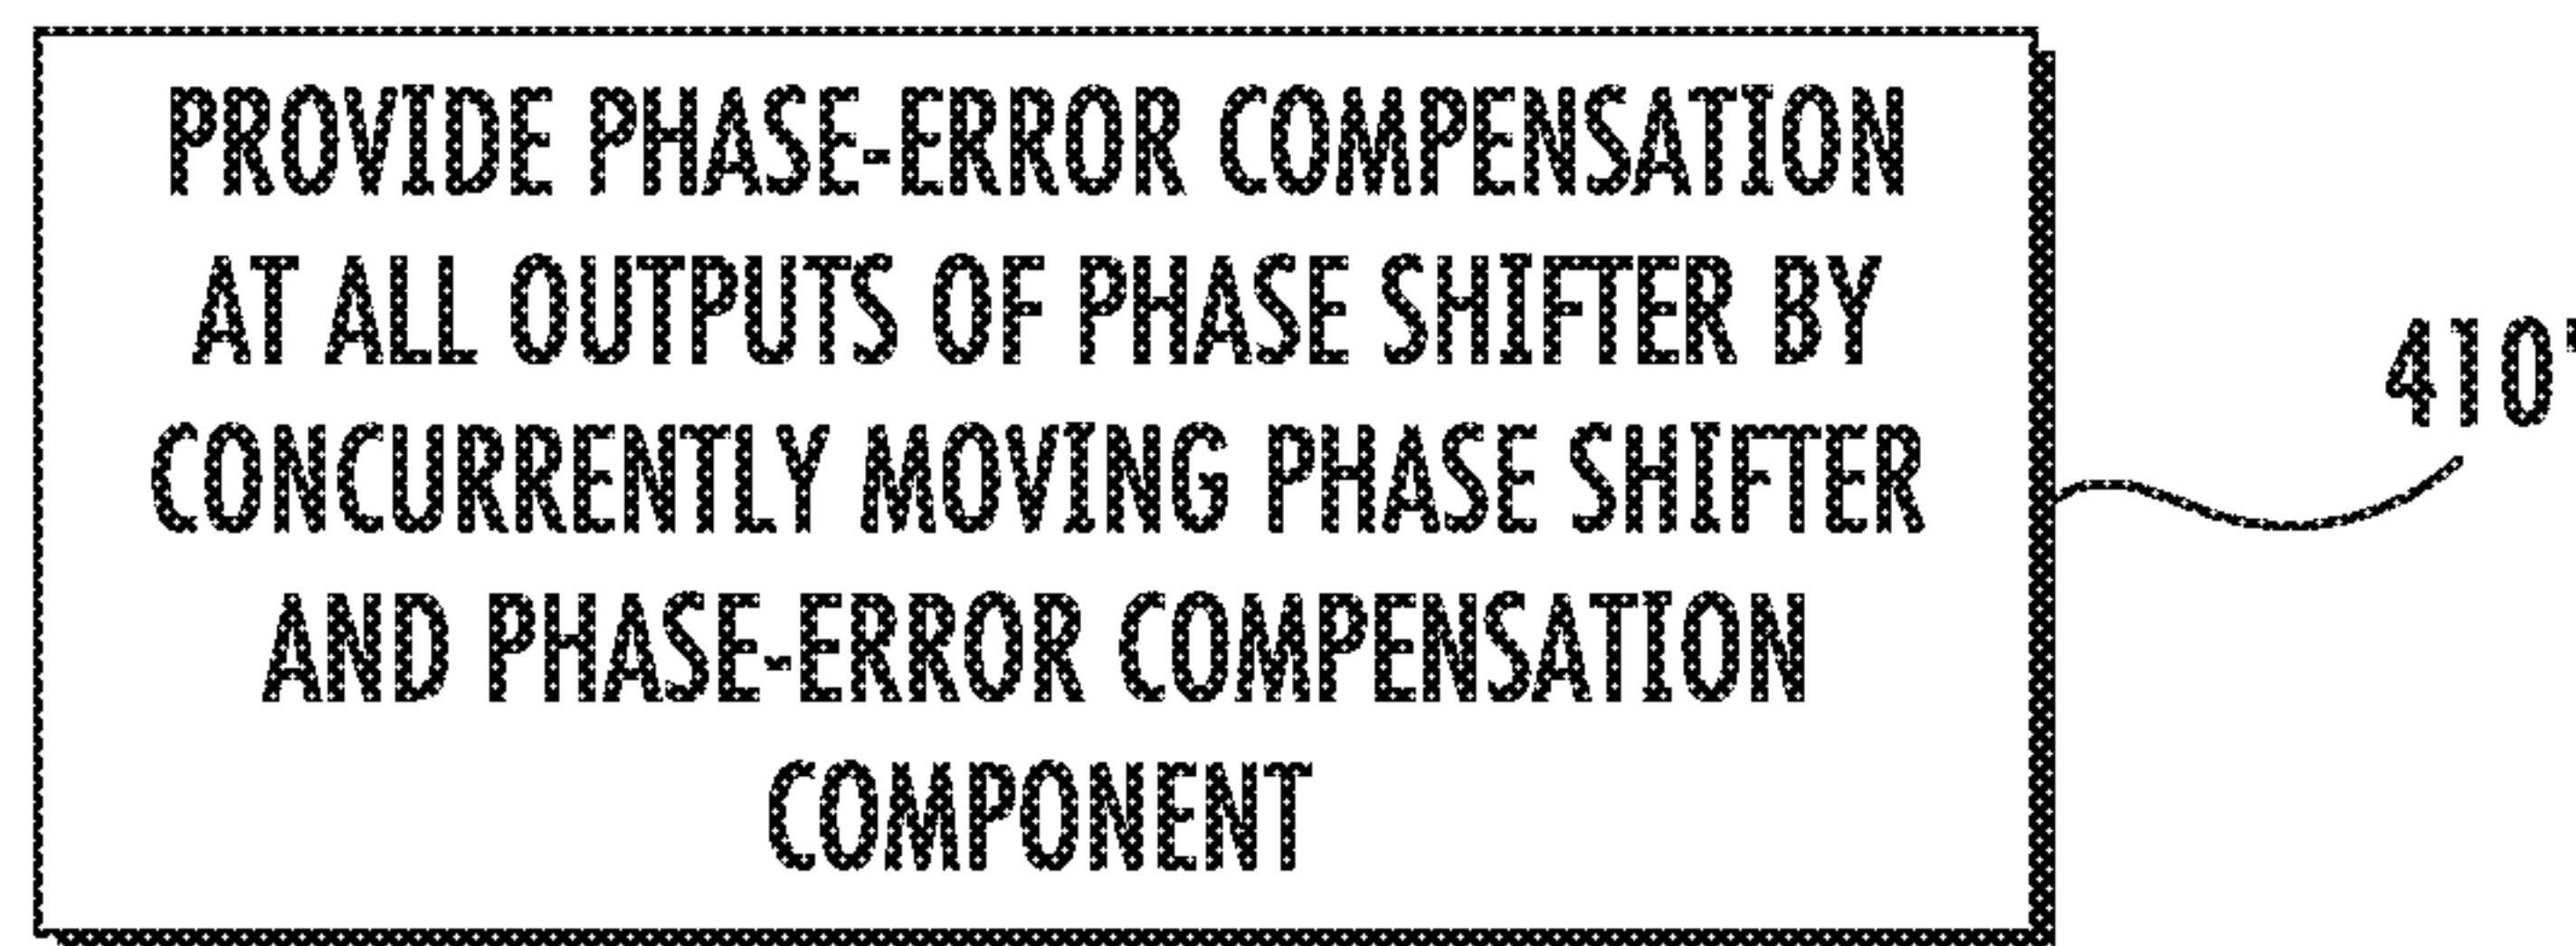 PROVIDE PHASE-ERROR COMPENSATION
AT ALL OUTPUTS OF PHASE SHIFTER BY
CONCURRENTLY MOVING PHASE SHIFTER
AND PHASE-ERROR COMPENSATION
COMPONENT
410'